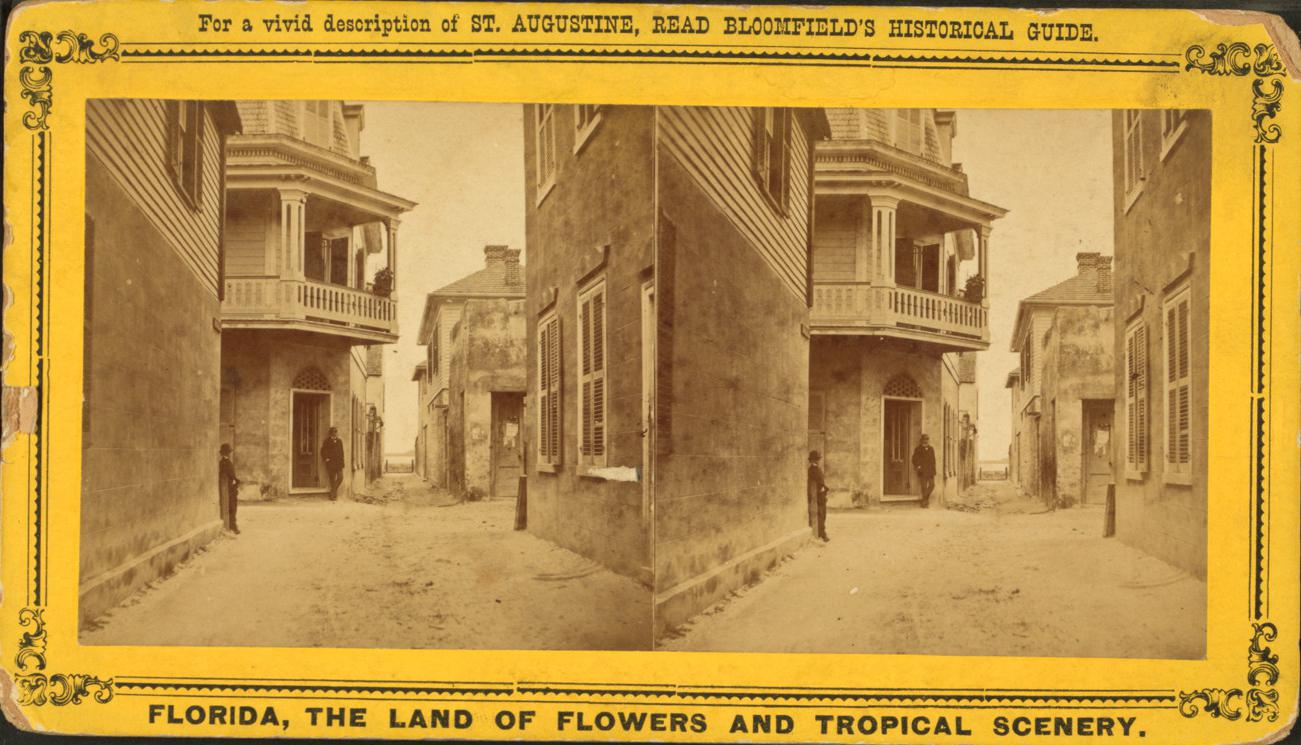 For a vivid description of ST. AUGUSTINE, READ BLOOMFIELD'S HISTORICAL GUIDE.
FLORIDA, THE LAND OF FLOWERS AND TROPICAL SCENERY.